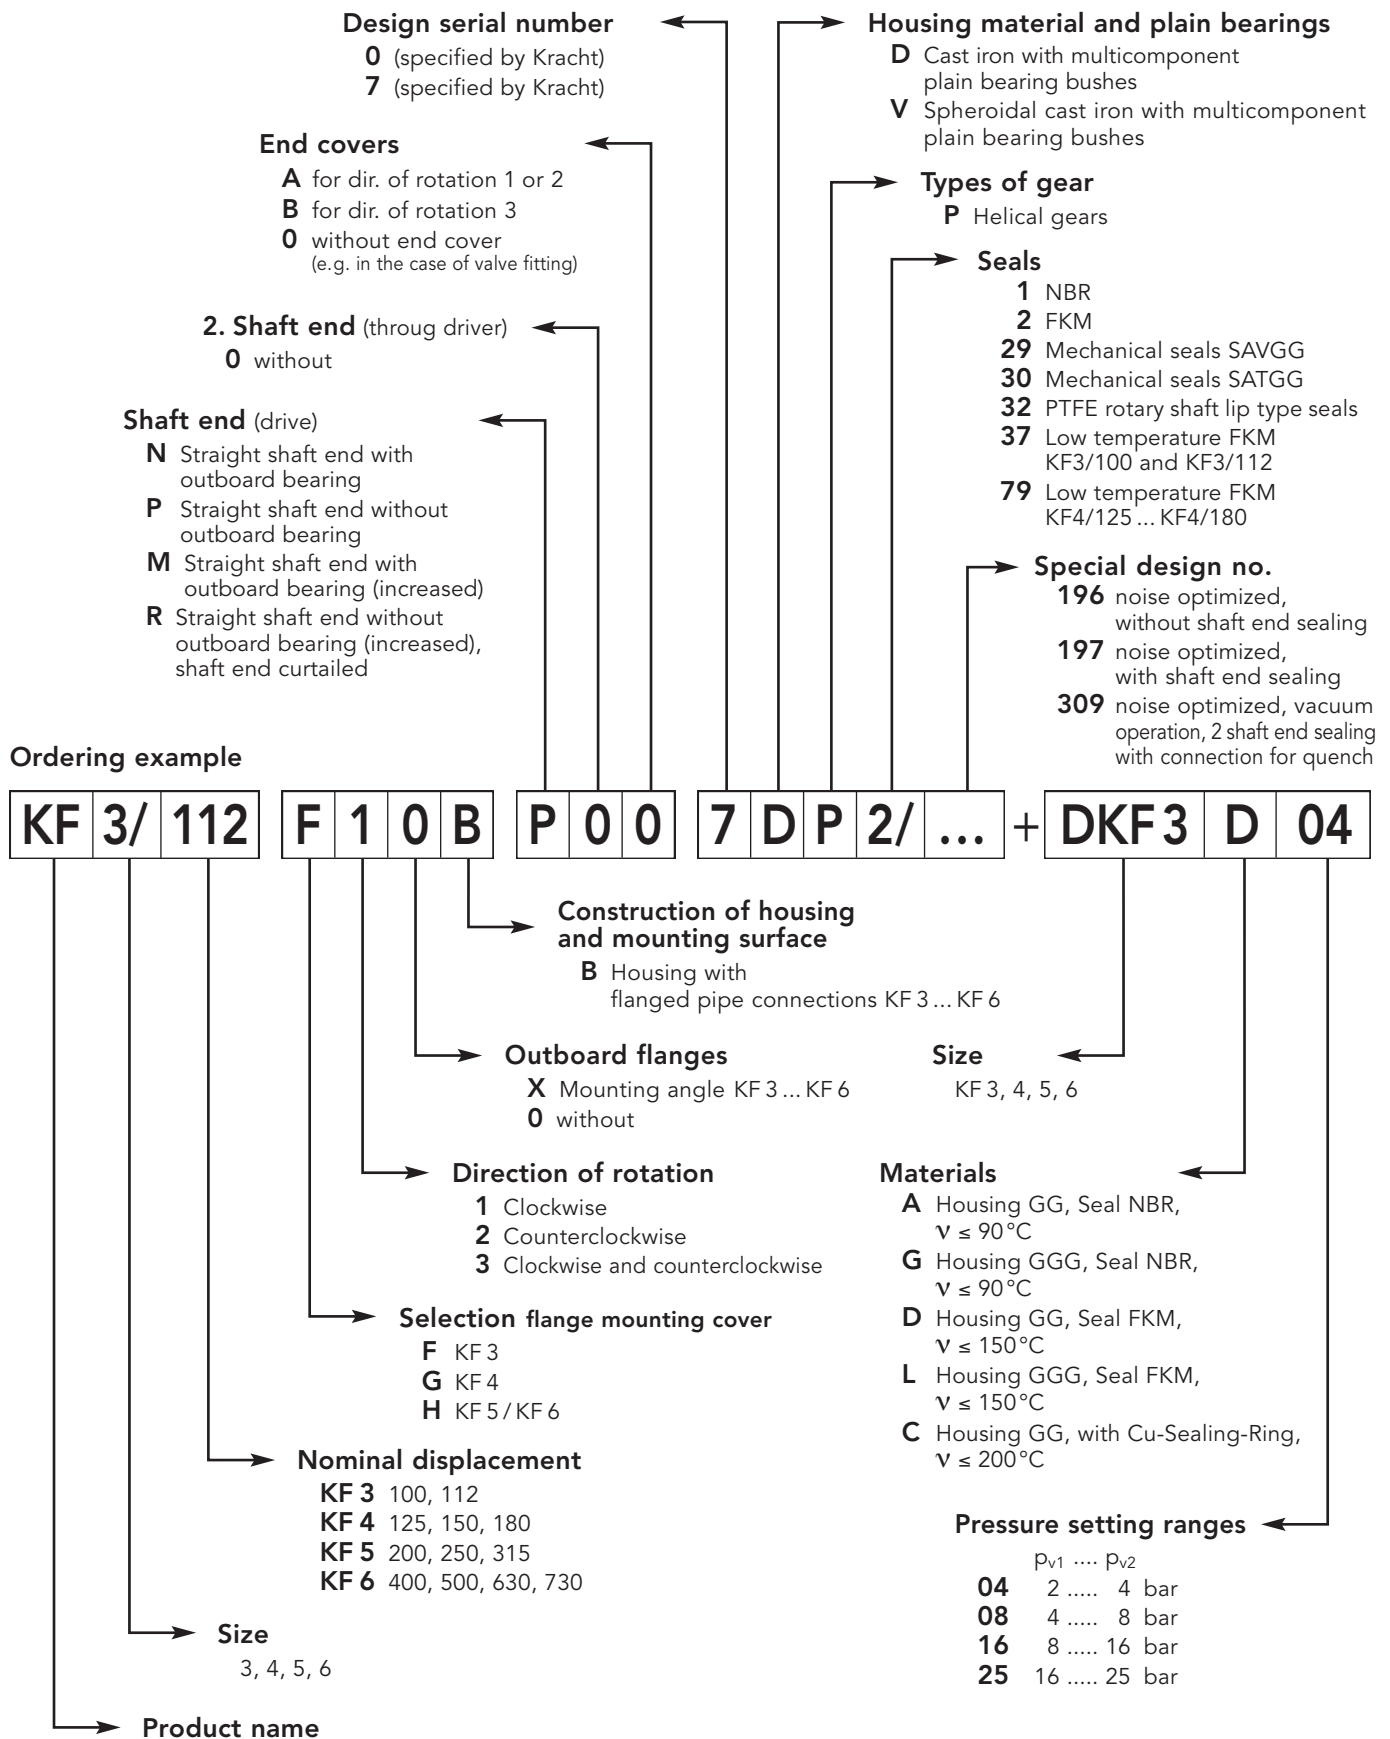 Design serial number
0 (specified by Kracht)
7 (specified by Kracht)
End covers
A for dir. of rotation 1 or 2
B for dir. of rotation 3
0 without end cover
(e.g. in the case of valve fitting)
2. Shaft end (throug driver)
0 without
Shaft end (drive)
N Straight shaft end with
outboard bearing
P Straight shaft end without
outboard bearing
M Straight shaft end with
outboard bearing (increased)
R Straight shaft end without
outboard bearing (increased),
shaft end curtailed
Housing material and plain bearings
D Cast iron with multicomponent
plain bearing bushes
V Spheroidal cast iron with multicomponent
plain bearing bushes
Types of gear
P Helical gears
Seals
1 NBR
2 FKM
29 Mechanical seals SAVGG
30 Mechanical seals SATGG
32 PTFE rotary shaft lip type seals
37 Low temperature FKM
KF3/100 and KF3/112
79 Low temperature FKM
KF4/125 ... KF4/180
Special design no.
196 noise optimized,
without shaft end sealing
197 noise optimized,
with shaft end sealing
309 noise optimized, vacuum
operation, 2 shaft end sealing
with connection for quench
Ordering example
KF 3/ 112 F 1 0 B P 0 0 7 D P 2/ ... + DKF 3 D 04
Construction of housing
and mounting surface
B Housing with
flanged pipe connections KF 3 ... KF 6
Outboard flanges
X Mounting angle KF 3 ... KF 6
0 without
Direction of rotation
1 Clockwise
2 Counterclockwise
3 Clockwise and counterclockwise
Selection flange mounting cover
F KF 3
G KF 4
H KF 5 / KF 6
Nominal displacement
KF 3 100, 112
KF 4 125, 150, 180
KF 5 200, 250, 315
KF 6 400, 500, 630, 730
Size
3, 4, 5, 6
Product name
Size
KF 3, 4, 5, 6
Materials
A Housing GG, Seal NBR,
ν ≤ 90 °C
G Housing GGG, Seal NBR,
ν ≤ 90 °C
D Housing GG, Seal FKM,
ν ≤ 150 °C
L Housing GGG, Seal FKM,
ν ≤ 150 °C
C Housing GG, with Cu-Sealing-Ring,
ν ≤ 200 °C
Pressure setting ranges
pv1 .... pv2
04 2 ..... 4 bar
08 4 ..... 8 bar
16 8 ..... 16 bar
25 16 ..... 25 bar